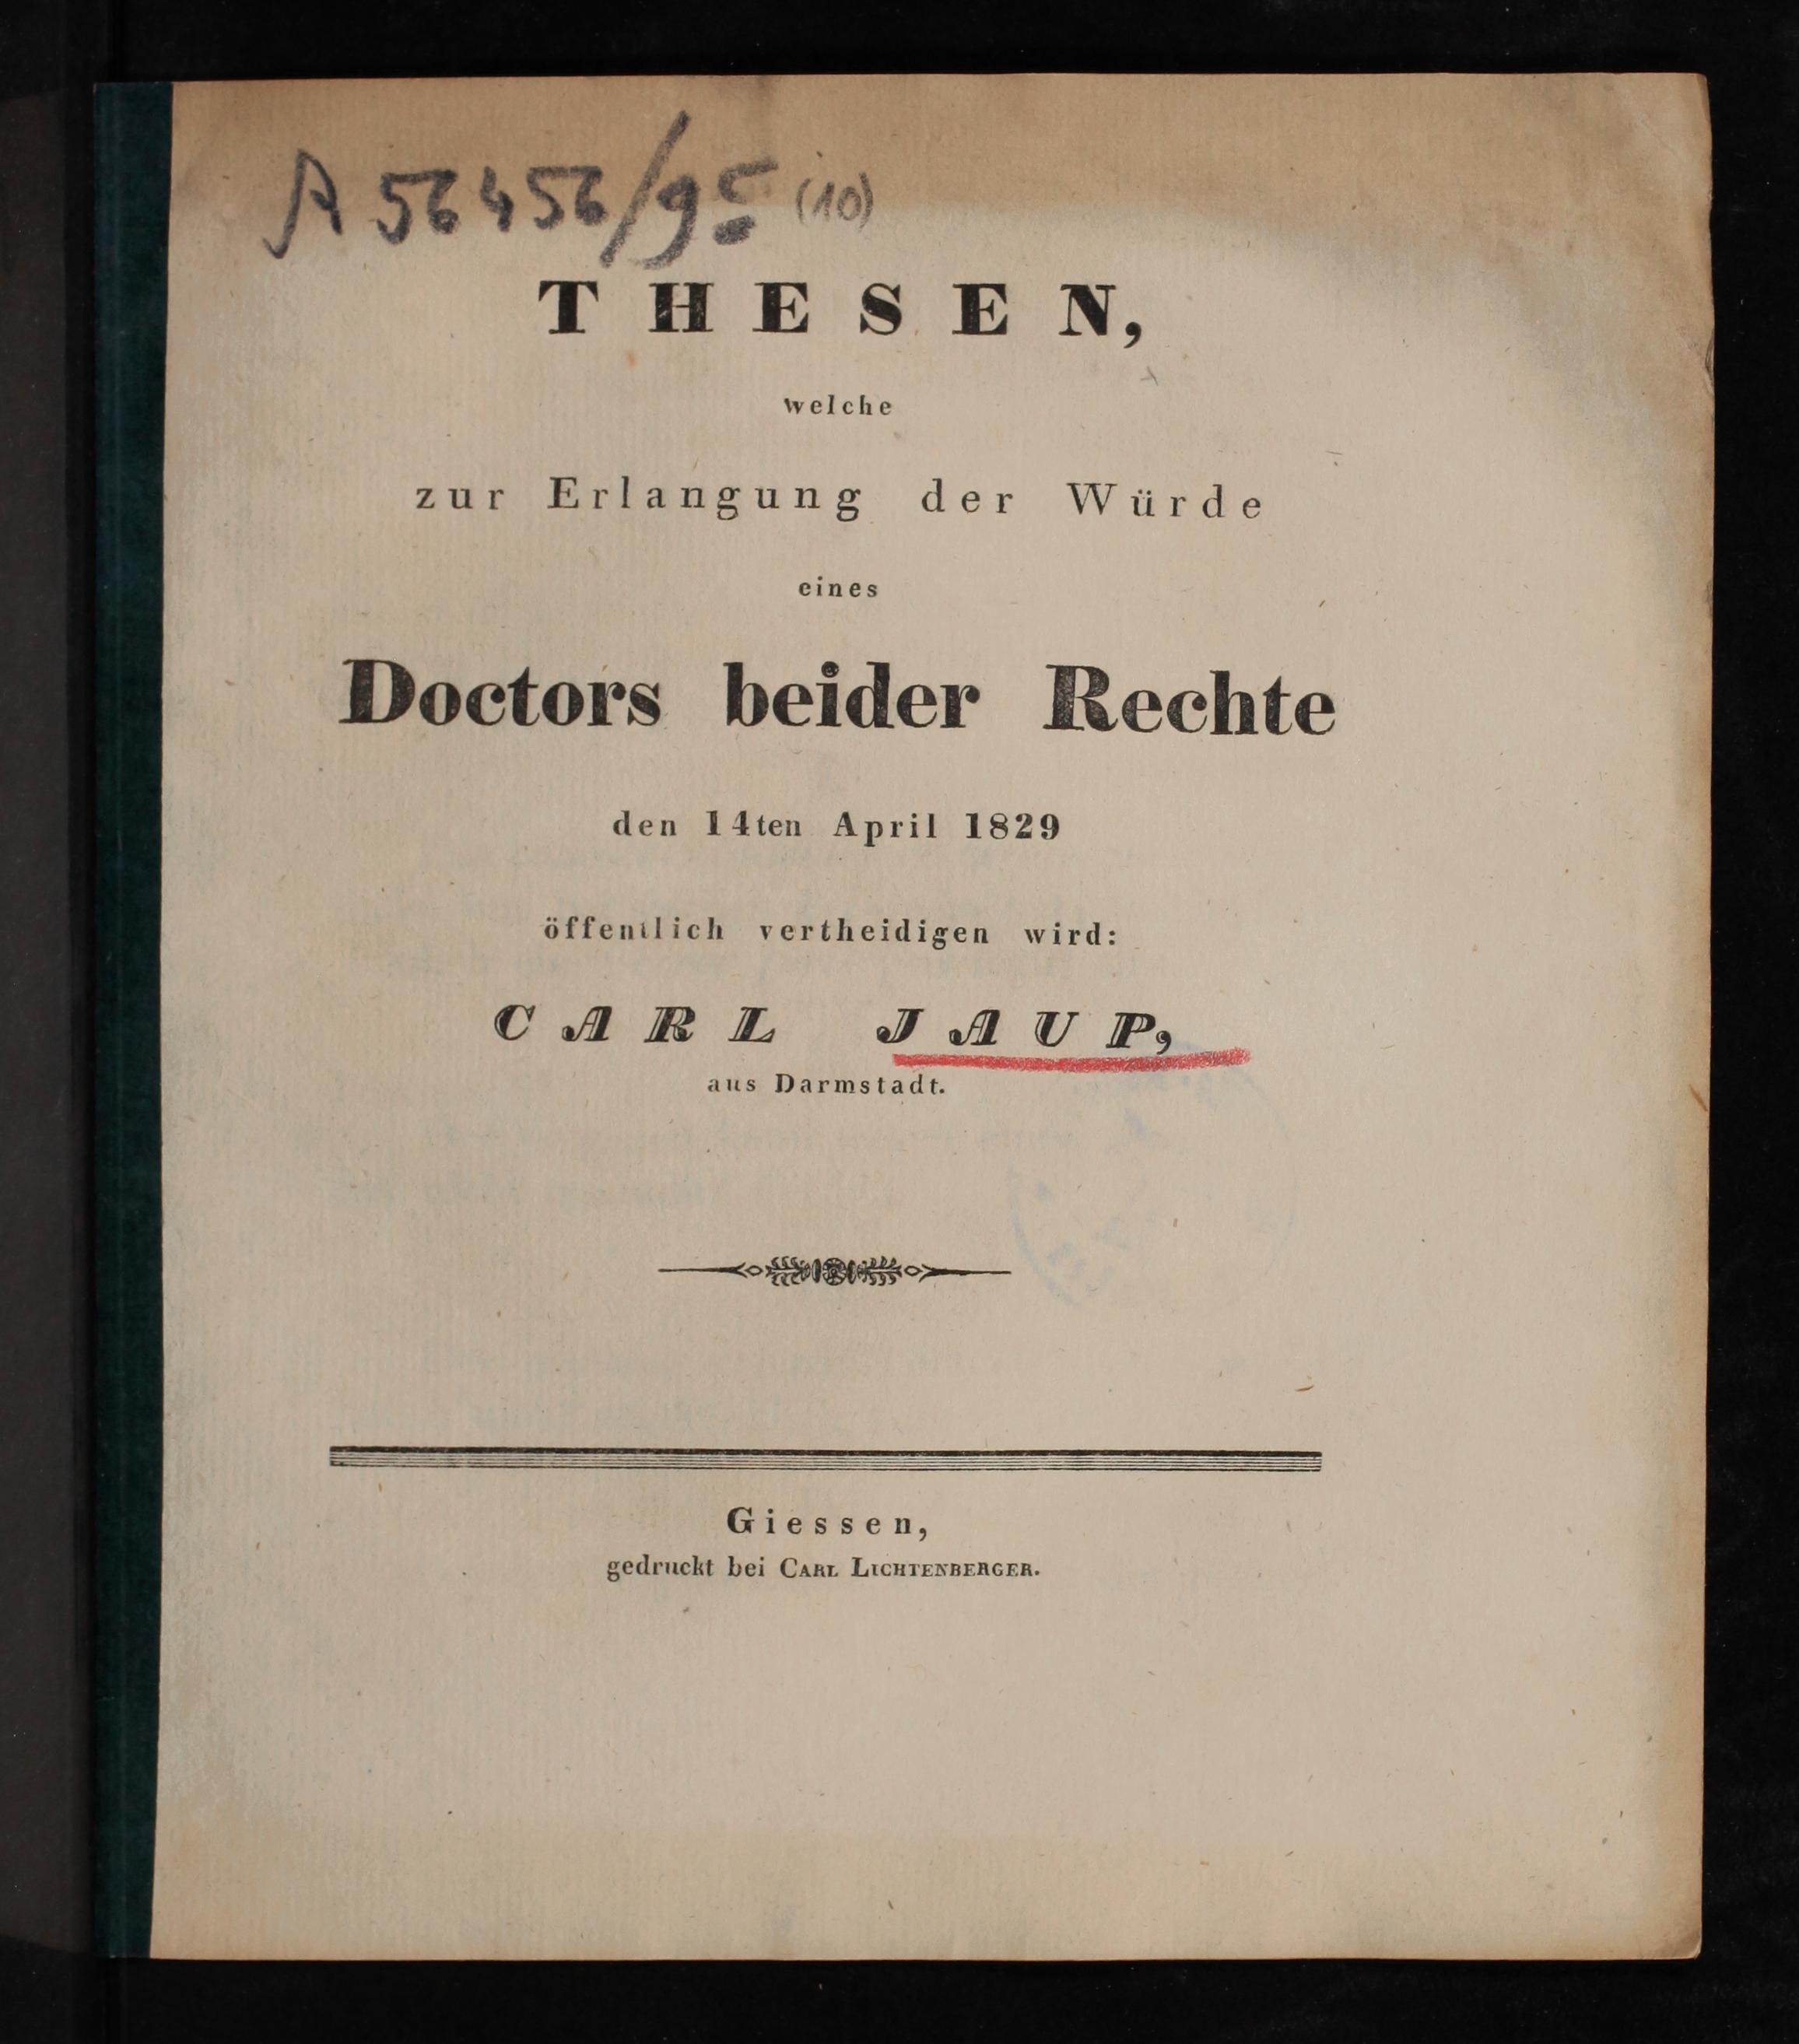 A 56456/95 (10)
THESEN,
welche
zur Erlangung der Würde
eines
Doctors beider Rechte
den 14ten April 1829
öffentlich vertheidigen wird:
CARL JAUP,
aus Darmstadt.
Giessen,
gedruckt bei CARL LICHTENBERGER.